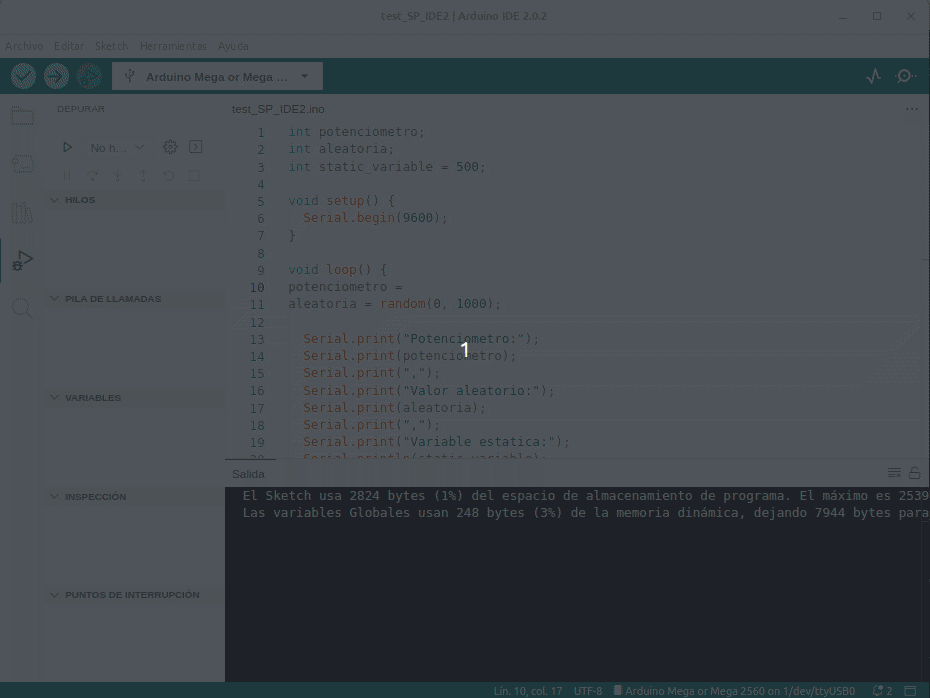 test_SP_IDE2 | Arduino IDE 2.0.2
Archivo Editar Sketch Herramientas Ayuda
Arduino Mega or Mega ...
DEPURAR
No h...
HILOS
PILA DE LLAMADAS
VARIABLES
INSPECCIÓN
PUNTOS DE INTERRUPCIÓN
test_SP_IDE2.ino
1 int potenciometro;
2 int aleatoria;
3 int static_variable = 500;
4
5 void setup() {
6 Serial.begin(9600);
7 }
8
9 void loop() {
10 potenciometro =
11 aleatoria = random(0, 1000);
12
13 Serial.print("Potenciometro:");
14 Serial.print(potenciometro);
15 Serial.print(",");
16 Serial.print("Valor aleatorio:");
17 Serial.print(aleatoria);
18 Serial.print(",");
19 Serial.print("Variable estatica:");
20 Serial.println(static_variable);
1
Salida
El Sketch usa 2824 bytes (1%) del espacio de almacenamiento de programa. El máximo es 2539
Las variables Globales usan 248 bytes (3%) de la memoria dinámica, dejando 7944 bytes para
Lín. 10, col. 17 UTF-8 Arduino Mega or Mega 2560 on 1/dev/ttyUSB0 2